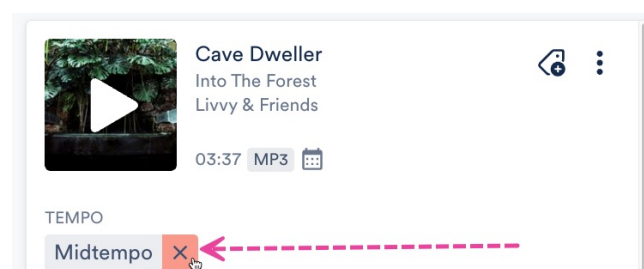 Cave Dweller
Into The Forest
Livvy & Friends
03:37 MP3
TEMPO
Midtempo